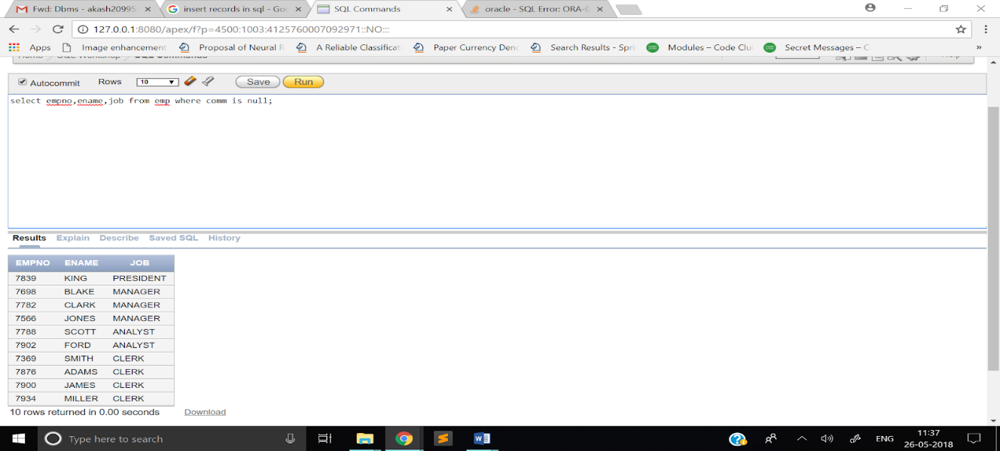 Fwd: Dbms - akash20995
insert records in sql - Goo
SQL Commands
oracle - SQL Error: ORA-0
127.0.0.1:8080/apex/f?p=4500:1003:4125760007092971::NO:::
Apps
Image enhancement
Proposal of Neural R
A Reliable Classificat
Paper Currency Den
Search Results - Spri
Modules – Code Clu
Secret Messages – C
»
Autocommit Rows 10 Save Run
select empno,ename,job from emp where comm is null;
Results Explain Describe Saved SQL History
EMPNO ENAME JOB
7839 KING PRESIDENT
7698 BLAKE MANAGER
7782 CLARK MANAGER
7566 JONES MANAGER
7788 SCOTT ANALYST
7902 FORD ANALYST
7369 SMITH CLERK
7876 ADAMS CLERK
7900 JAMES CLERK
7934 MILLER CLERK
10 rows returned in 0.00 seconds Download
Type here to search
ENG
11:37
26-05-2018